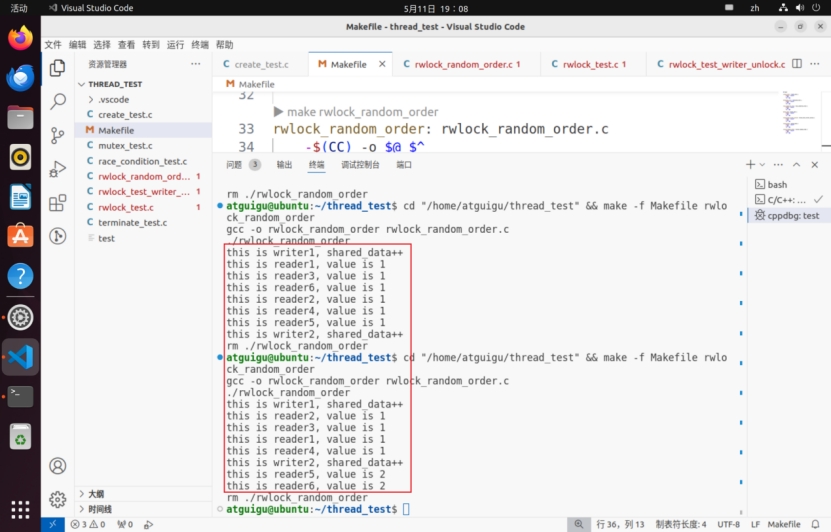 活动
Visual Studio Code
5月11日 19：08
zh
Makefile - thread_test - Visual Studio Code
文件 编辑 选择 查看 转到 运行 终端 帮助
资源管理器
THREAD_TEST
.vscode
create_test.c
Makefile
mutex_test.c
race_condition_test.c
rwlock_random_ord... 1
rwlock_test_writer_... 1
rwlock_test.c 1
terminate_test.c
test
大纲
时间线
create_test.c
Makefile
rwlock_random_order.c 1
rwlock_test.c 1
rwlock_test_writer_unlock.c
Makefile
32
make rwlock_random_order
33 rwlock_random_order: rwlock_random_order.c
34 -$(CC) -o $@ $^
问题 3 输出 终端 调试控制台 端口
rm ./rwlock_random_order
atguigu@ubuntu:~/thread_test$ cd "/home/atguigu/thread_test" && make -f Makefile rwlo
ck_random_order
gcc -o rwlock_random_order rwlock_random_order.c
./rwlock_random_order
this is writer1, shared_data++
this is reader1, value is 1
this is reader3, value is 1
this is reader6, value is 1
this is reader2, value is 1
this is reader4, value is 1
this is reader5, value is 1
this is writer2, shared_data++
rm ./rwlock_random_order
atguigu@ubuntu:~/thread_test$ cd "/home/atguigu/thread_test" && make -f Makefile rwlo
ck_random_order
gcc -o rwlock_random_order rwlock_random_order.c
./rwlock_random_order
this is writer1, shared_data++
this is reader2, value is 1
this is reader3, value is 1
this is reader1, value is 1
this is reader4, value is 1
this is writer2, shared_data++
this is reader5, value is 2
this is reader6, value is 2
rm ./rwlock_random_order
atguigu@ubuntu:~/thread_test$
bash
C/C++: ...
cppdbg: test
3 0 0
行 36，列 13 制表符长度: 4 UTF-8 LF Makefile